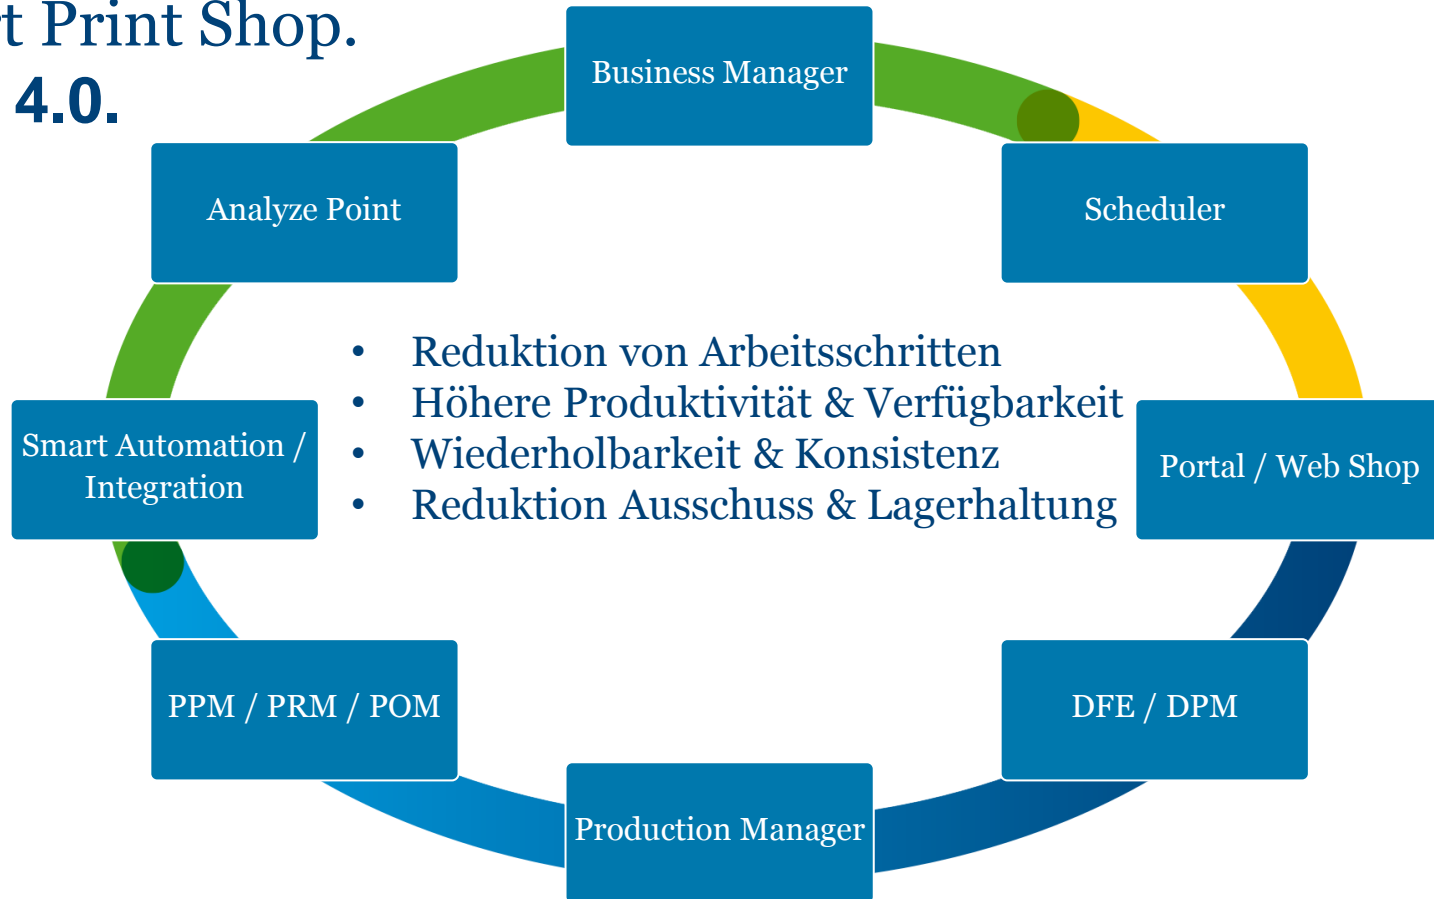 Print Shop.
4.0.
Business Manager
Analyze Point
Scheduler
• Reduktion von Arbeitsschritten
• Höhere Produktivität & Verfügbarkeit
• Wiederholbarkeit & Konsistenz
• Reduktion Ausschuss & Lagerhaltung
Smart Automation /
Integration
Portal / Web Shop
PPM / PRM / POM
DFE / DPM
Production Manager